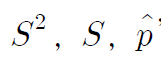 S², S, p̂,